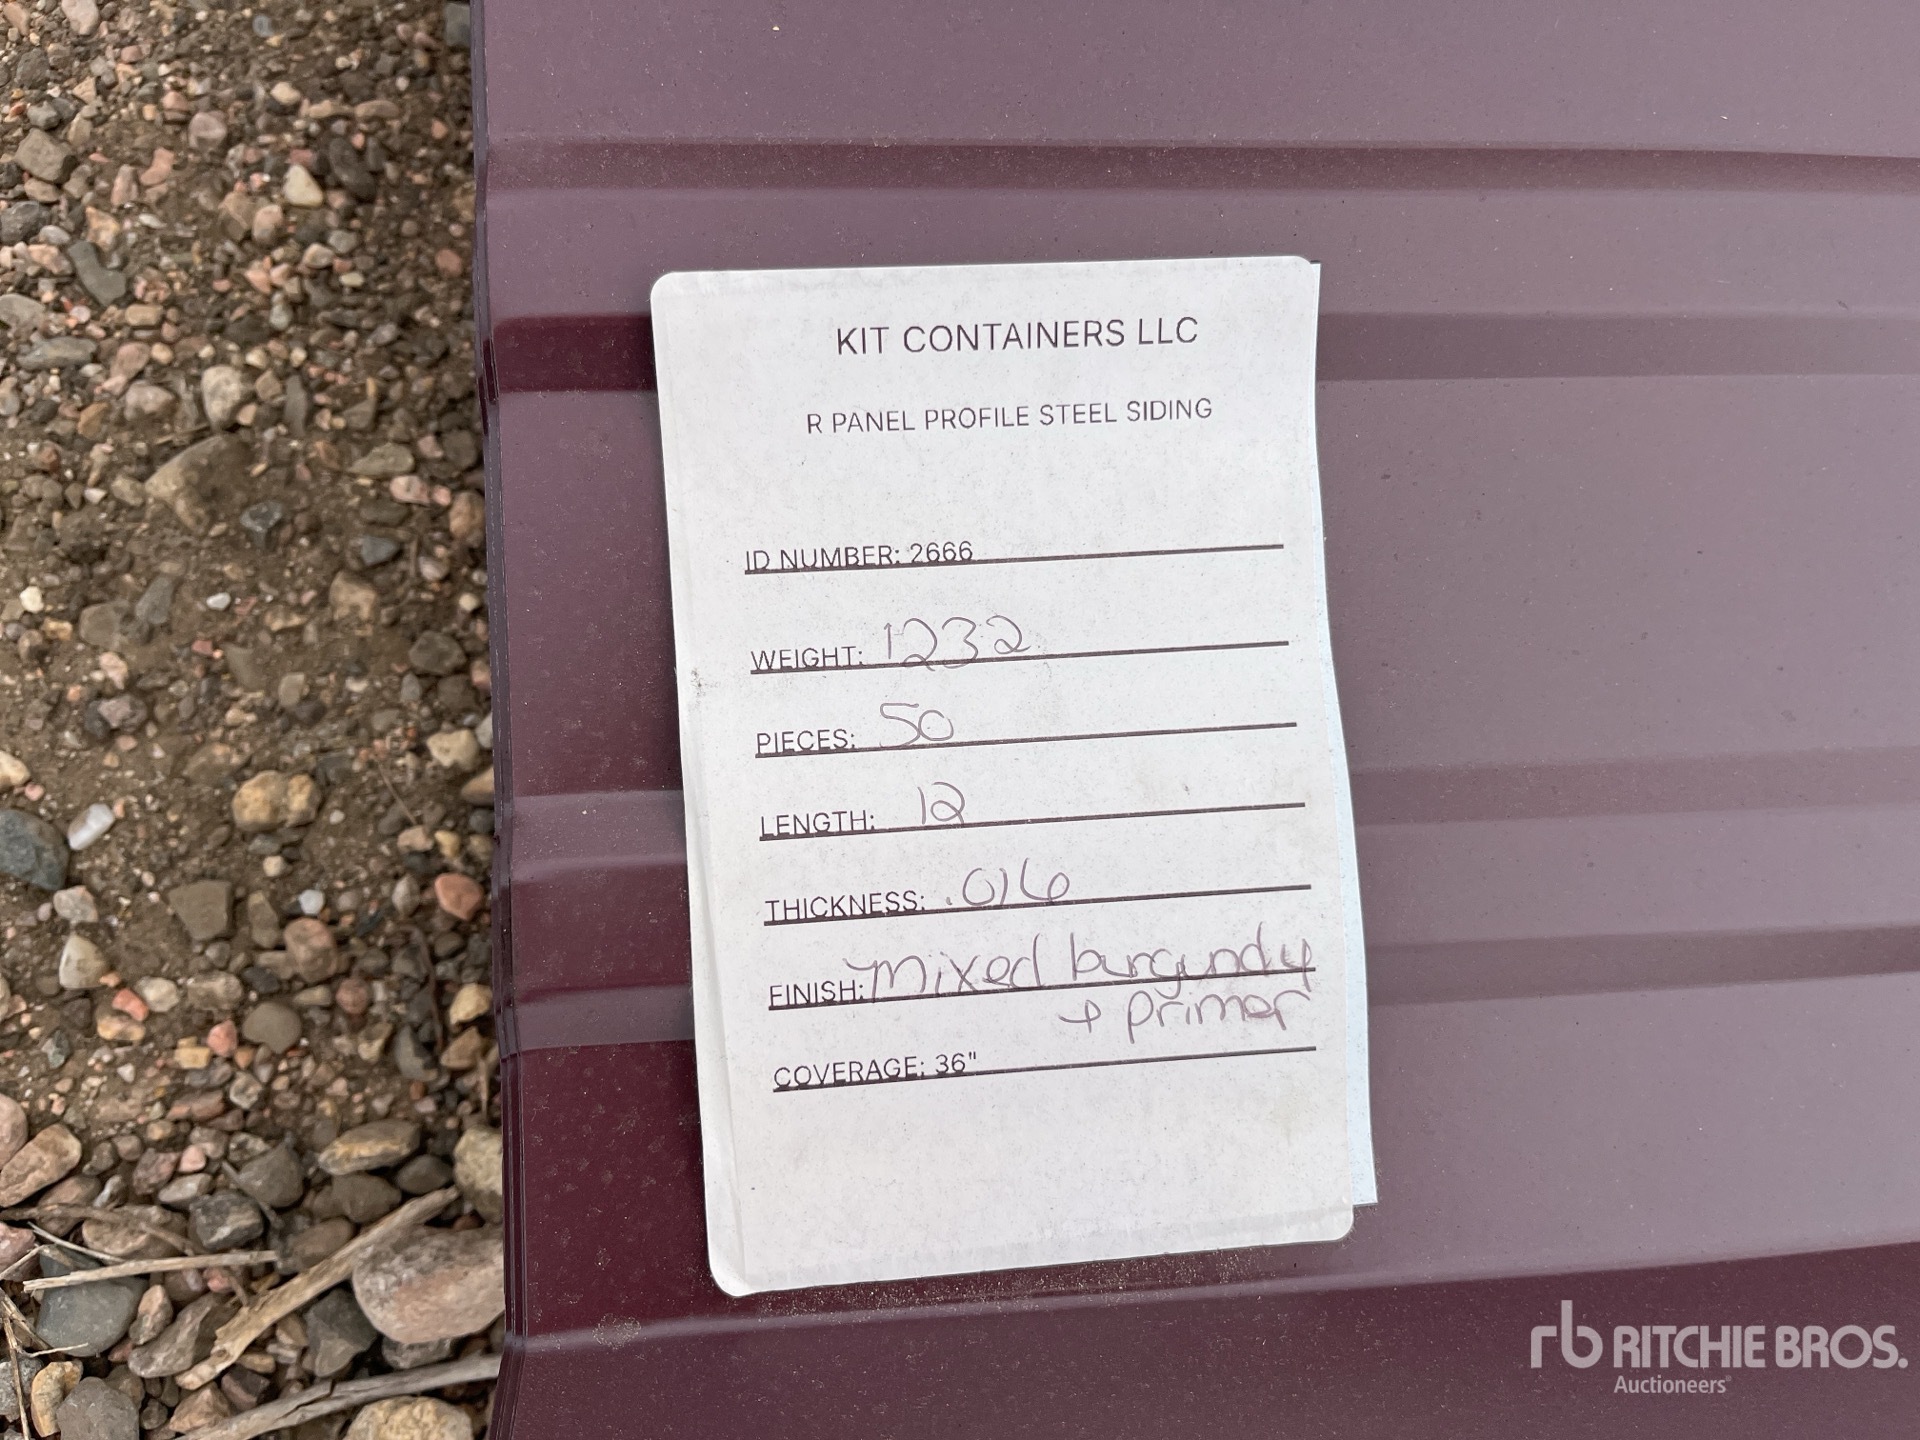 KIT CONTAINERS LLC
R PANEL PROFILE STEEL SIDING
ID NUMBER: 2666
WEIGHT: 1232
PIECES: 50
LENGTH: 12
THICKNESS: .016
FINISH: mixed burgundy
+ primer
COVERAGE: 36"
rb RITCHIE BROS.
Auctioneers